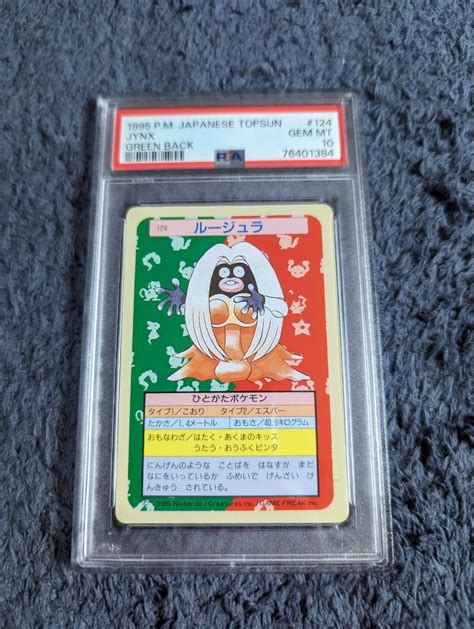 1995 P.M. JAPANESE TOPSUN #124
JYNX GEM MT
GREEN BACK 10
PSA 76401384
124 ルージュラ
ひとがたポケモン
タイプ1/こおり タイプ2/エスパー
たかさ/1.4メートル おもさ/40.6キログラム
おもなわざ/はたく・あくまのキッス
うたう・おうふくビンタ
にんげんのような ことばを はなすが まだ
なにをいっているか ふめいで げんざい けん
きゅう されている。
©1995 Nintendo/Creatures inc./GAME FREAK inc.